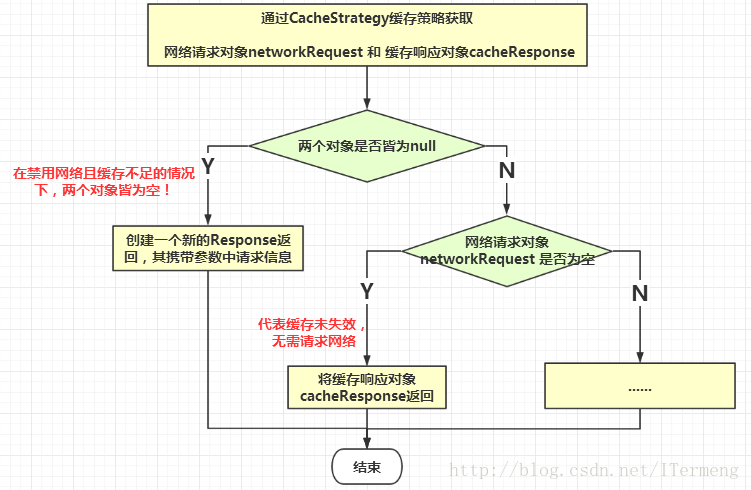 通过CacheStrategy缓存策略获取
网络请求对象networkRequest 和 缓存响应对象cacheResponse
两个对象是否皆为null
Y
N
在禁用网络且缓存不足的情况
下，两个对象皆为空！
创建一个新的Response返
回，其携带参数中请求信息
网络请求对象
networkRequest 是否为空
Y
N
代表缓存未失效，
无需请求网络
将缓存响应对象
cacheResponse返回
......
结束
http://blog.csdn.net/ITermeng